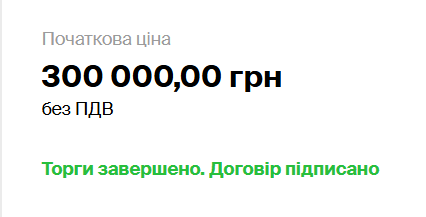 Початкова ціна
300 000,00 грн
без ПДВ
Торги завершено. Договір підписано